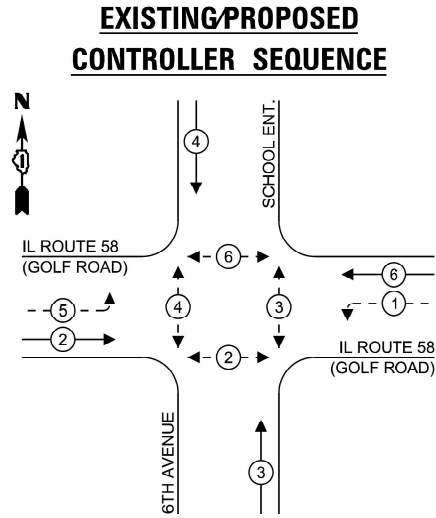 EXISTING/PROPOSED
CONTROLLER SEQUENCE
N
1
4
SCHOOL ENT.
IL ROUTE 58
(GOLF ROAD)
6
6
5
4
3
1
2
2
IL ROUTE 58
(GOLF ROAD)
6TH AVENUE
3